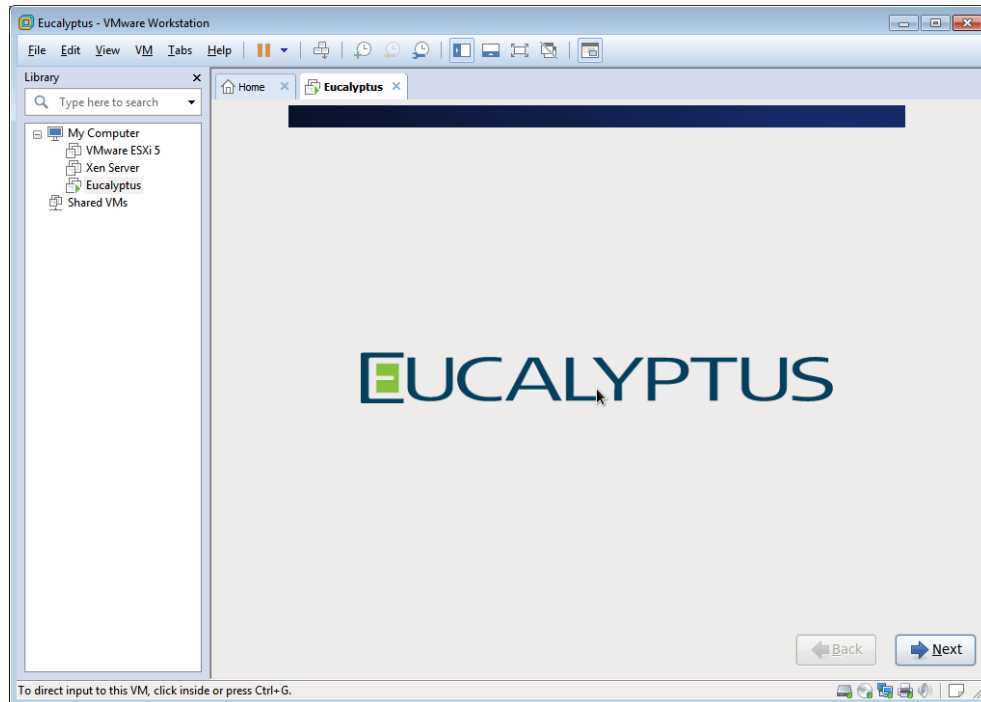 Eucalyptus - VMware Workstation
File Edit View VM Tabs Help
Library
Home
Eucalyptus
Type here to search
My Computer
VMware ESXi 5
Xen Server
Eucalyptus
Shared VMs
EUCALYPTUS
Back
Next
To direct input to this VM, click inside or press Ctrl+G.